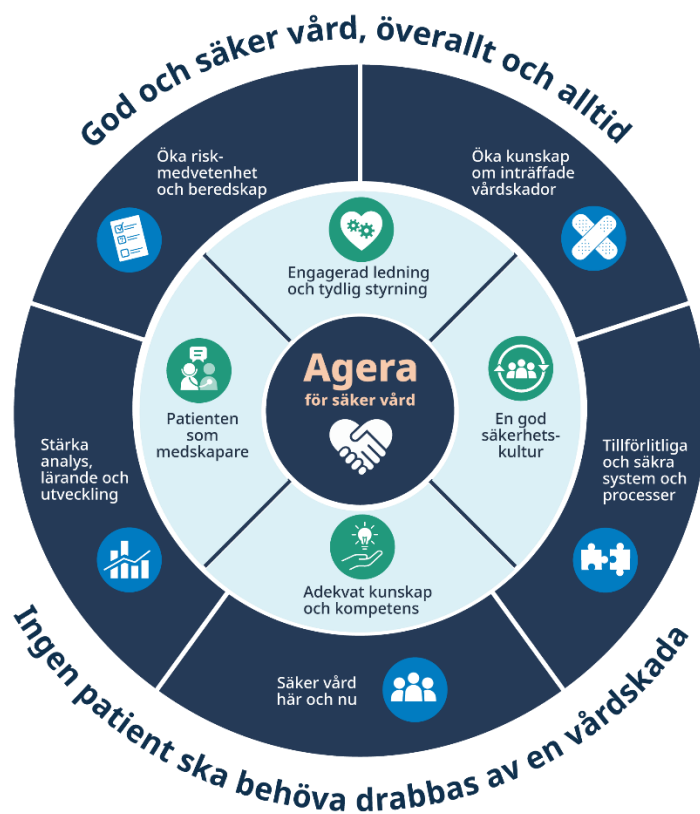 God och säker vård, överallt och alltid
Öka risk-
medvetenhet
och beredskap
Öka kunskap
om inträffade
vårdskador
Engagerad ledning
och tydlig styrning
Agera
för säker vård
Patienten
som
medskapare
En god
säkerhets-
kultur
Stärka
analys,
lärande och
utveckling
Tillförlitliga
och säkra
system och
processer
Adekvat kunskap
och kompetens
Säker vård
här och nu
Ingen patient ska behöva drabbas av en vårdskada